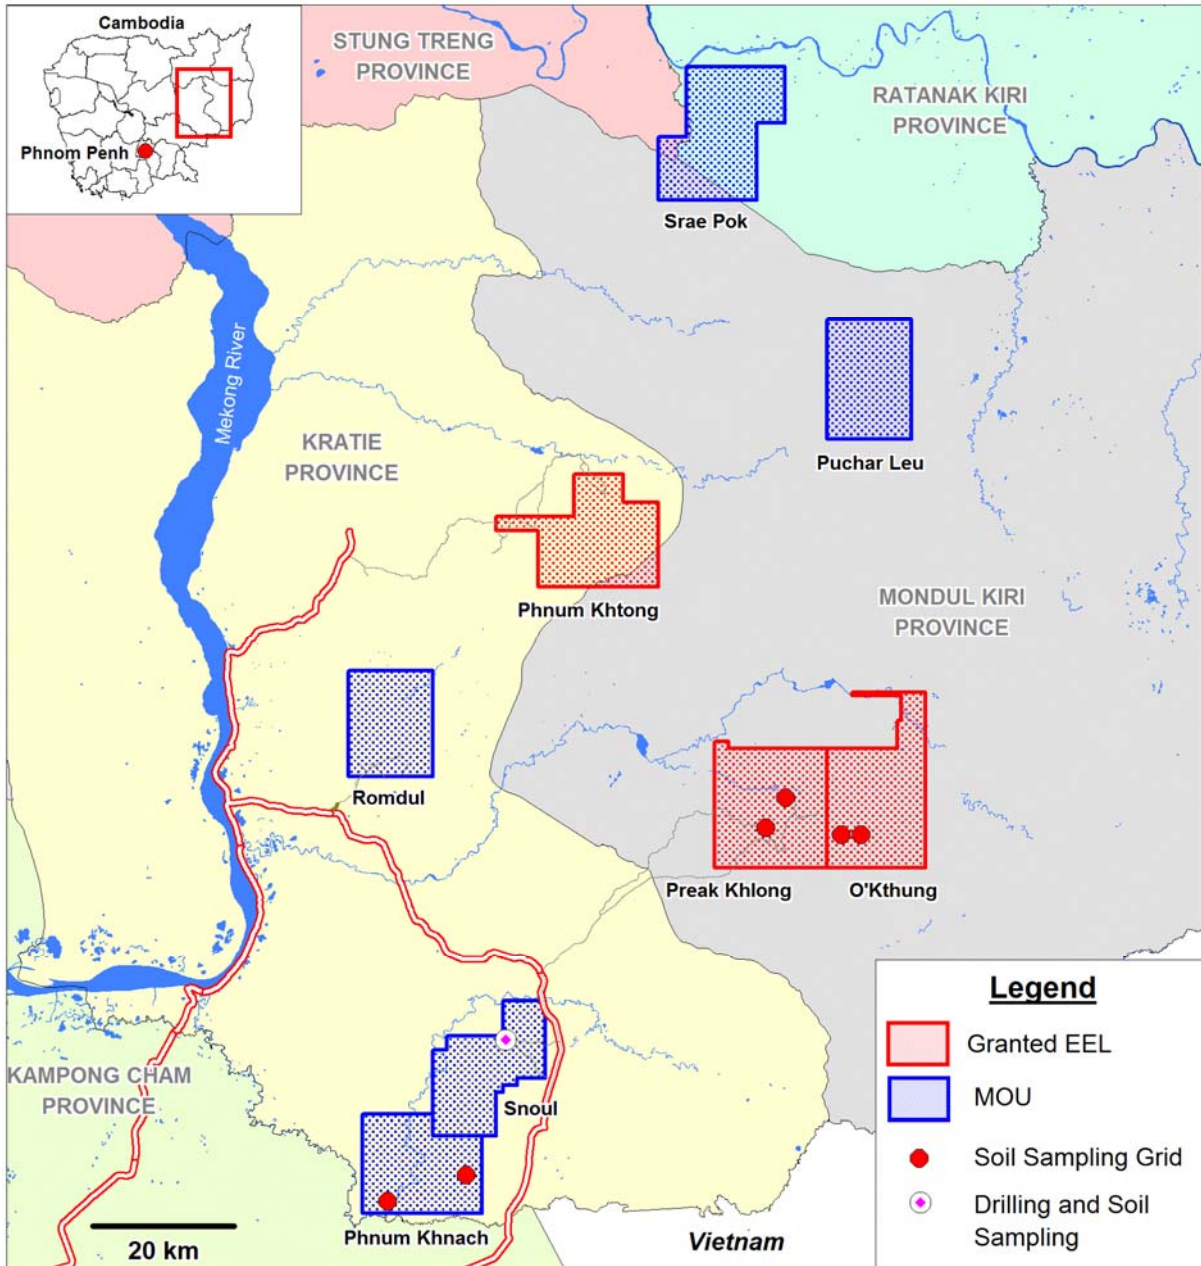 Cambodia
Phnom Penh
STUNG TRENG
PROVINCE
RATANAK KIRI
PROVINCE
Srae Pok
Mekong River
KRATIE
PROVINCE
Puchar Leu
Phnum Khtong
MONDUL KIRI
PROVINCE
Romdul
Preak Khlong
O'Kthung
KAMPONG CHAM
PROVINCE
Snoul
Phnum Khnach
20 km
Vietnam
Legend
Granted EEL
MOU
Soil Sampling Grid
Drilling and Soil
Sampling